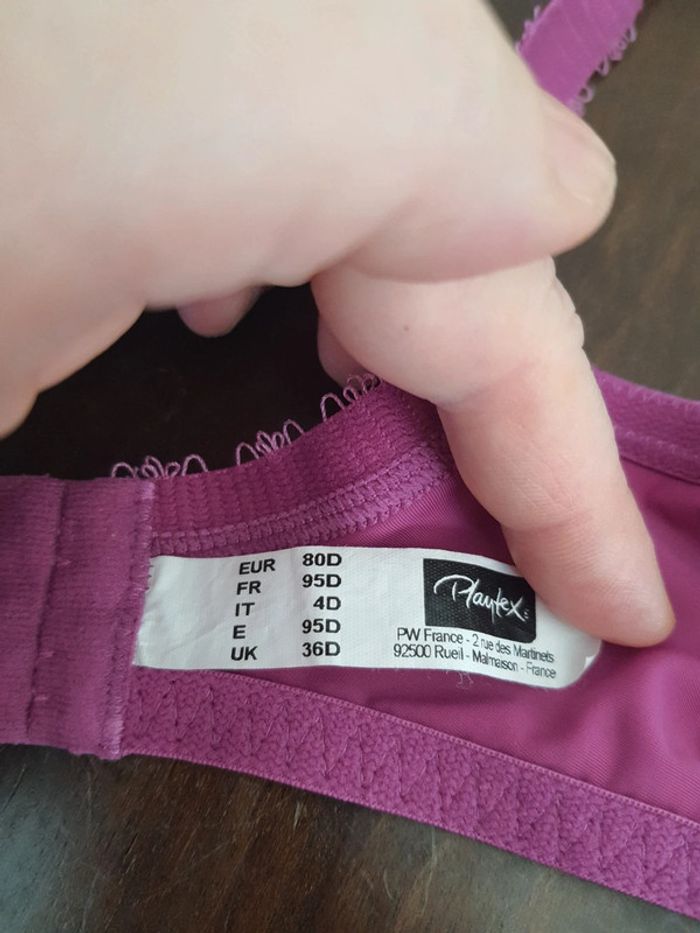 EUR 80D
FR 95D
IT 4D
E 95D
UK 36D
Playtex
PW France - 2 rue des Martinets
92500 Rueil - Malmaison - France